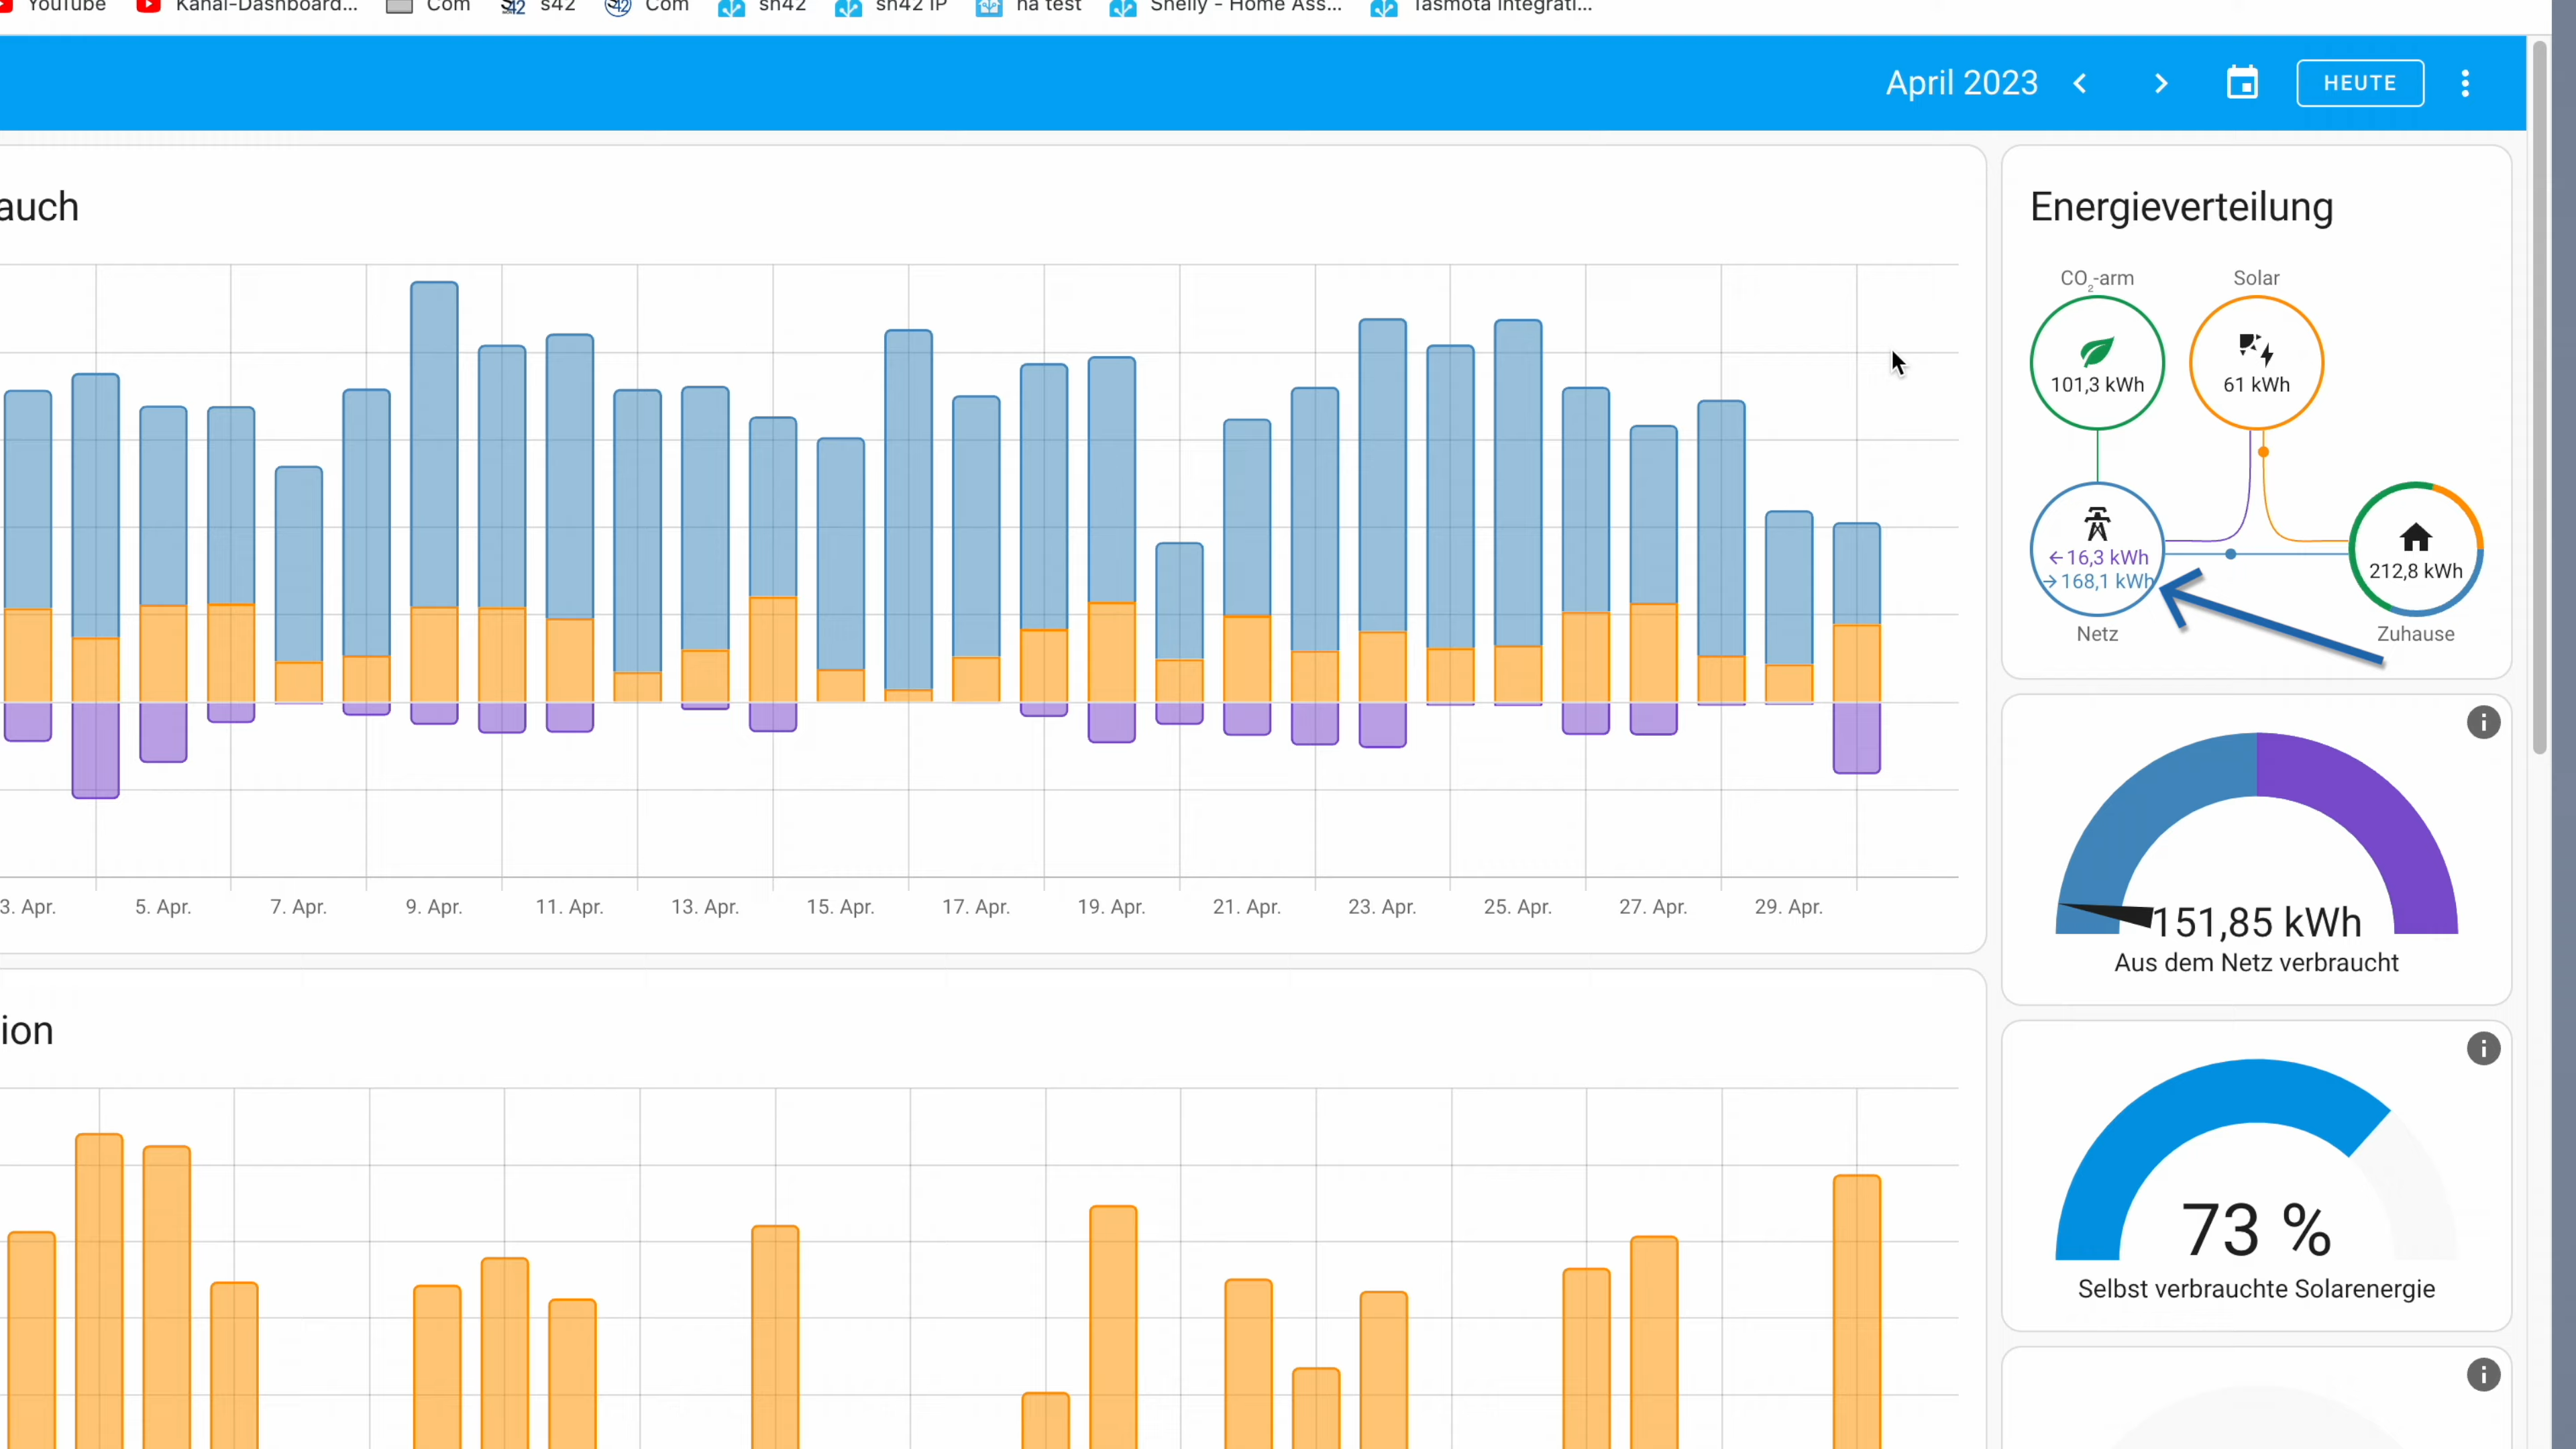 YouTube Kanal-Dashboard... Com s42 Com sh42 sh42 IP ha test Shelly - Home Ass... Tasmota Integrati...
April 2023 HEUTE
auch
3. Apr. 5. Apr. 7. Apr. 9. Apr. 11. Apr. 13. Apr. 15. Apr. 17. Apr. 19. Apr. 21. Apr. 23. Apr. 25. Apr. 27. Apr. 29. Apr.
ion
Energieverteilung
CO₂-arm Solar
101,3 kWh 61 kWh
←16,3 kWh
→168,1 kWh
212,8 kWh
Netz Zuhause
151,85 kWh
Aus dem Netz verbraucht
73 %
Selbst verbrauchte Solarenergie